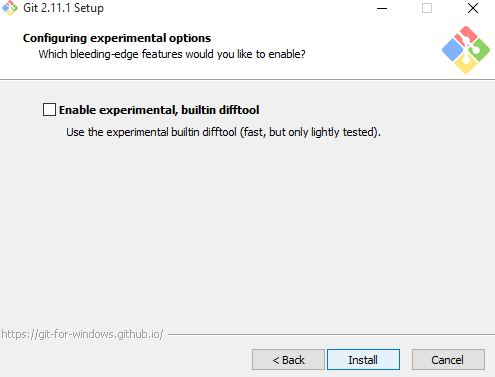 Git 2.11.1 Setup
Configuring experimental options
Which bleeding-edge features would you like to enable?
Enable experimental, builtin difftool
Use the experimental builtin difftool (fast, but only lightly tested).
https://git-for-windows.github.io/
< Back
Install
Cancel